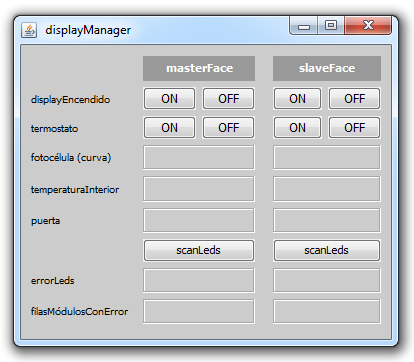 displayManager
masterFace slaveFace
displayEncendido ON OFF ON OFF
termostato ON OFF ON OFF
fotocélula (curva)
temperaturaInterior
puerta
scanLeds scanLeds
errorLeds
filasMódulosConError